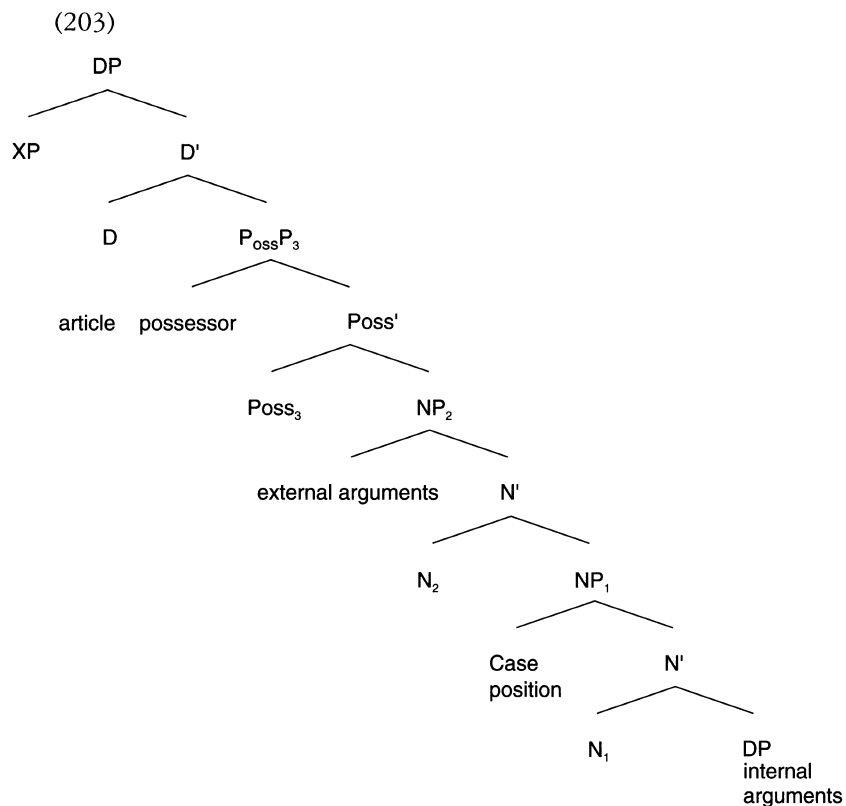 (203)
DP
XP D'
D PossP3
article possessor Poss'
Poss3 NP2
external arguments N'
N2 NP1
Case position N'
N1 DP
internal
arguments